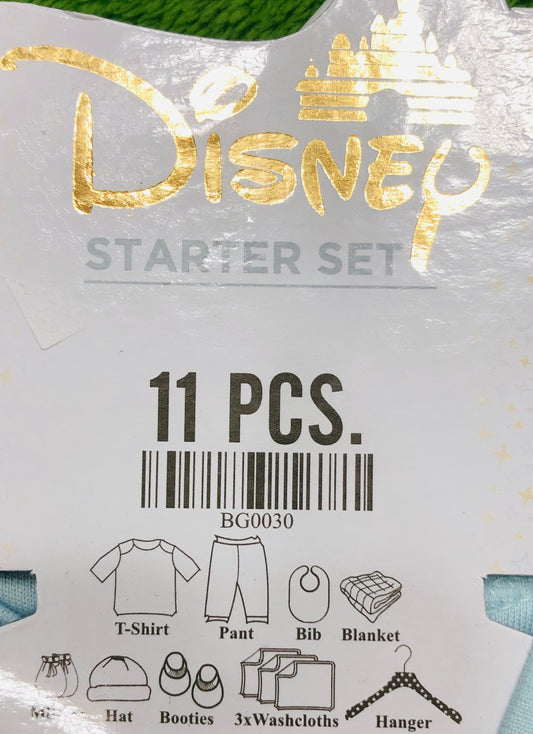 DISNEY
STARTER SET
11 PCS.
BG0030
T-Shirt Pant Bib Blanket
Hat Booties 3xWashcloths Hanger